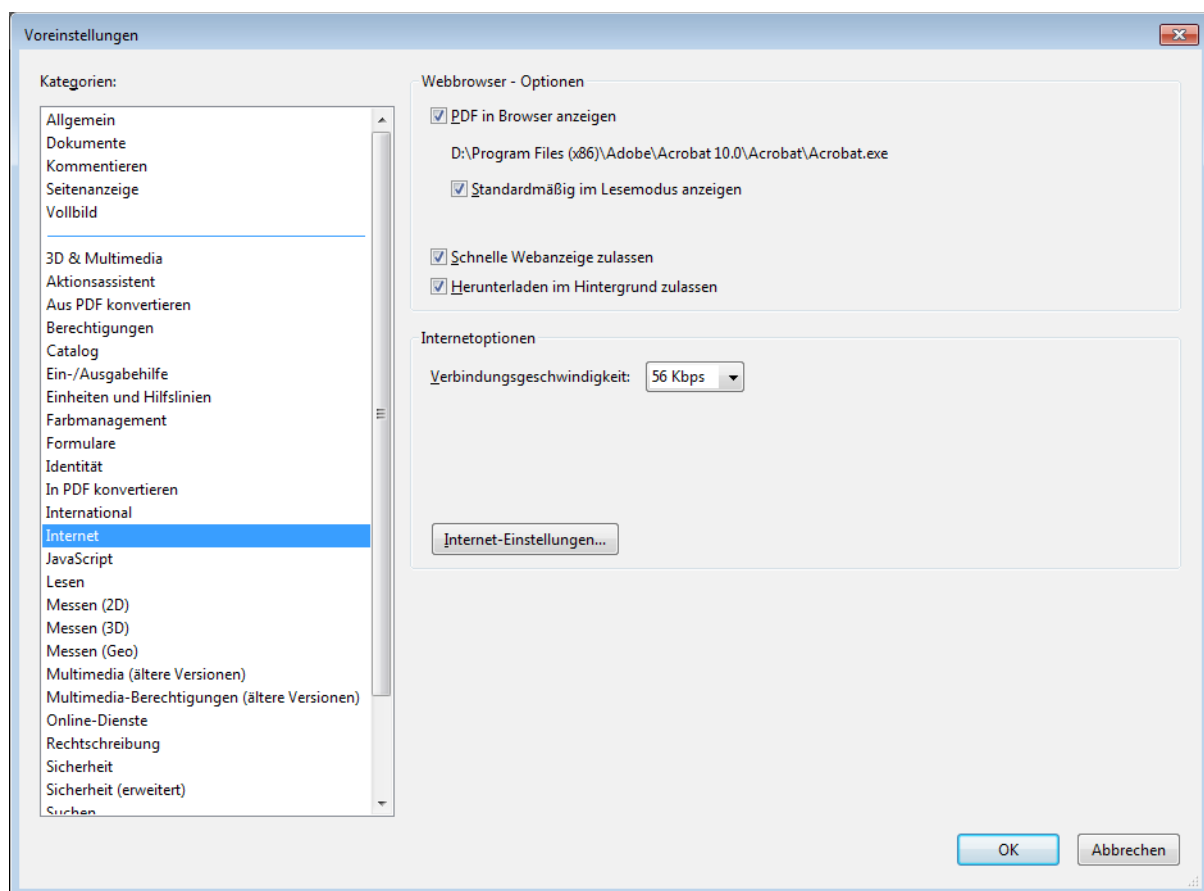 Voreinstellungen
Kategorien:
Allgemein
Dokumente
Kommentieren
Seitenanzeige
Vollbild
3D & Multimedia
Aktionsassistent
Aus PDF konvertieren
Berechtigungen
Catalog
Ein-/Ausgabehilfe
Einheiten und Hilfslinien
Farbmanagement
Formulare
Identität
In PDF konvertieren
International
Internet
JavaScript
Lesen
Messen (2D)
Messen (3D)
Messen (Geo)
Multimedia (ältere Versionen)
Multimedia-Berechtigungen (ältere Versionen)
Online-Dienste
Rechtschreibung
Sicherheit
Sicherheit (erweitert)
Suchen
Webbrowser - Optionen
PDF in Browser anzeigen
D:\Program Files (x86)\Adobe\Acrobat 10.0\Acrobat\Acrobat.exe
Standardmäßig im Lesemodus anzeigen
Schnelle Webanzeige zulassen
Herunterladen im Hintergrund zulassen
Internetoptionen
Verbindungsgeschwindigkeit: 56 Kbps
Internet-Einstellungen...
OK Abbrechen